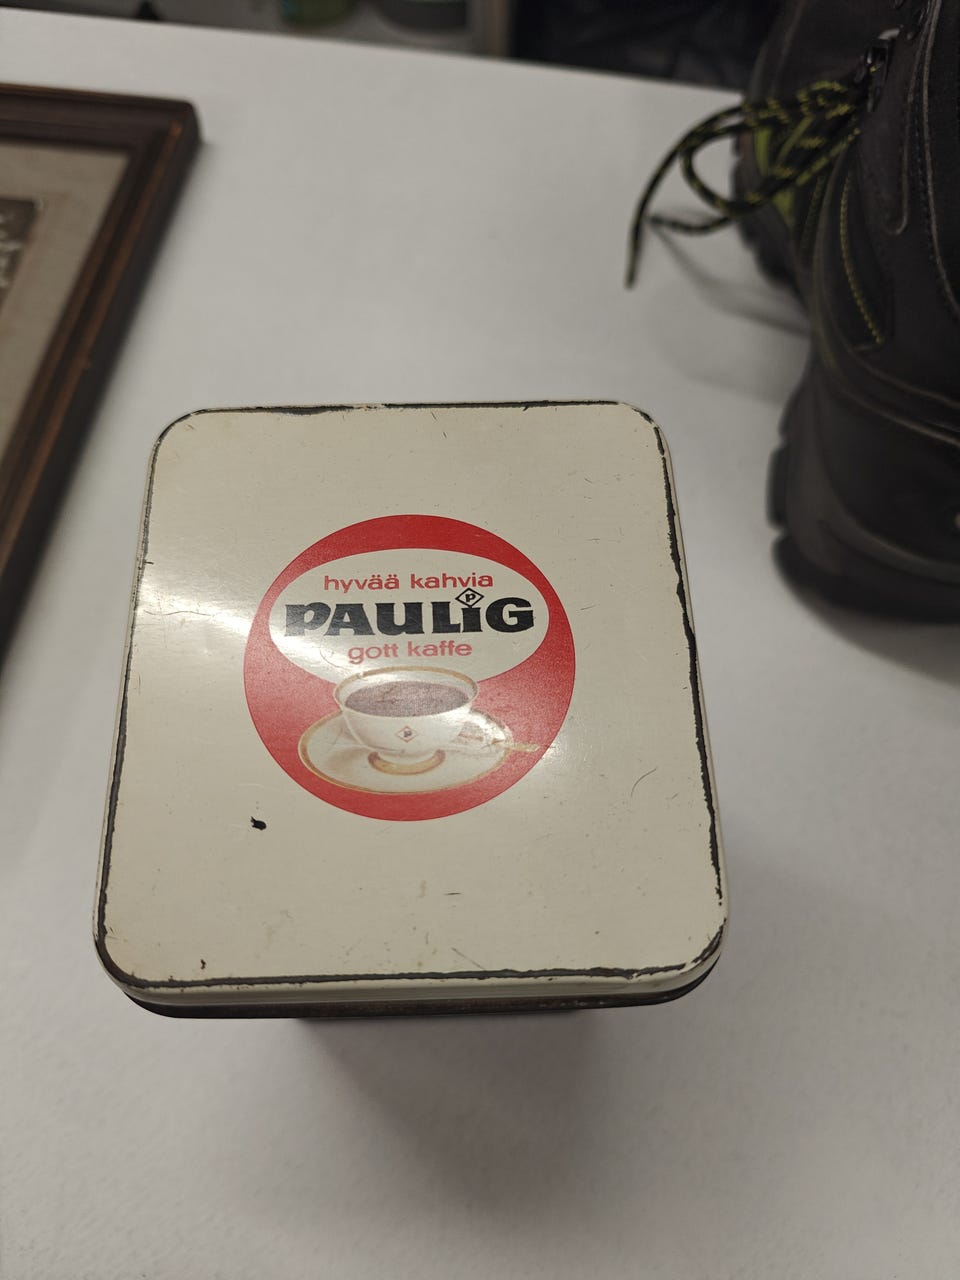 hyvää kahvia
P
PAULiG
gott kaffe
P